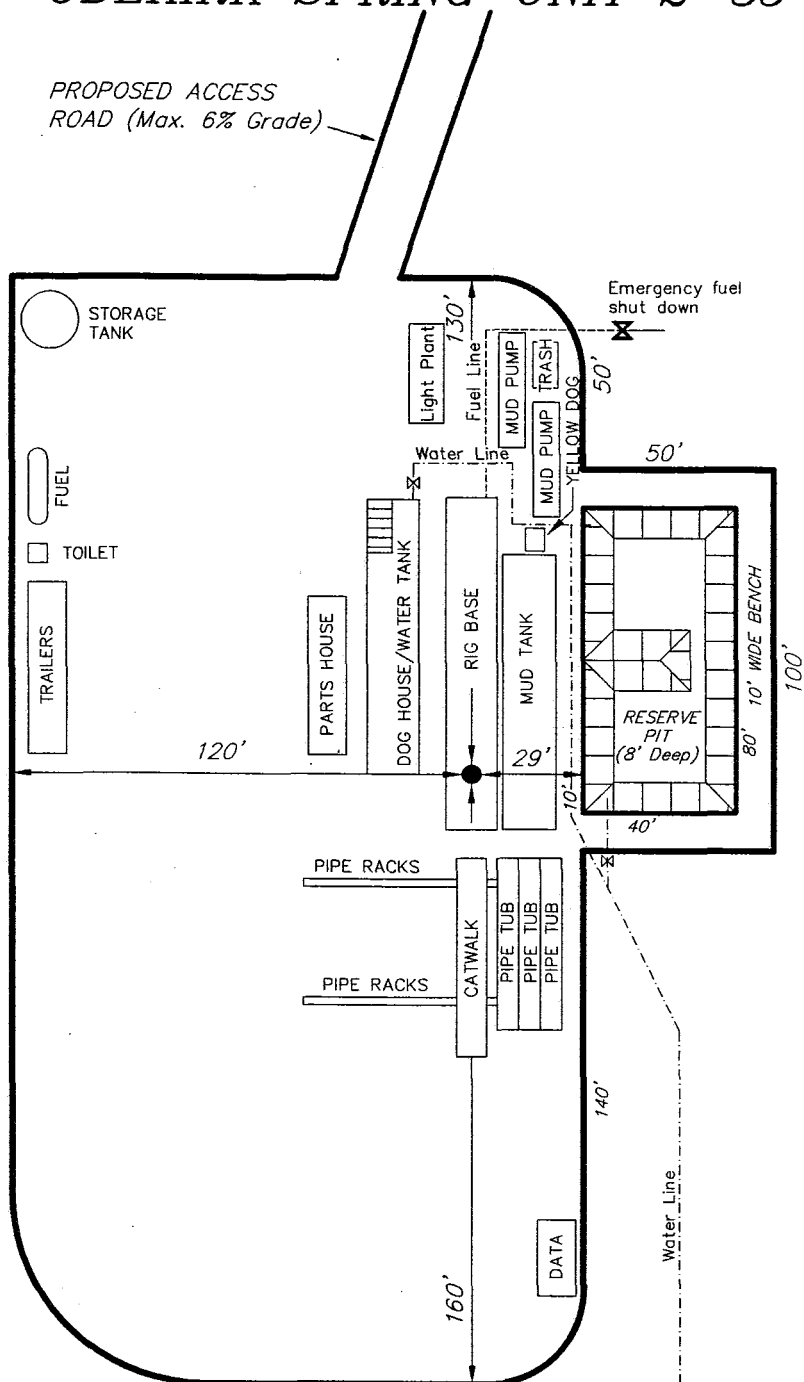 PROPOSED ACCESS
ROAD (Max. 6% Grade)
STORAGE
TANK
FUEL
TOILET
TRAILERS
Light Plant
130'
Fuel Line
MUD PUMP
TRASH
MUD PUMP
YELLOW DOG
Emergency fuel
shut down
50'
50'
Water Line
PARTS HOUSE
DOG HOUSE/WATER TANK
RIG BASE
MUD TANK
RESERVE
PIT
(8' Deep)
80'
10' WIDE BENCH
100'
120'
29'
10'
40'
PIPE RACKS
PIPE RACKS
CATWALK
PIPE TUB
PIPE TUB
PIPE TUB
140'
160'
DATA
Water Line